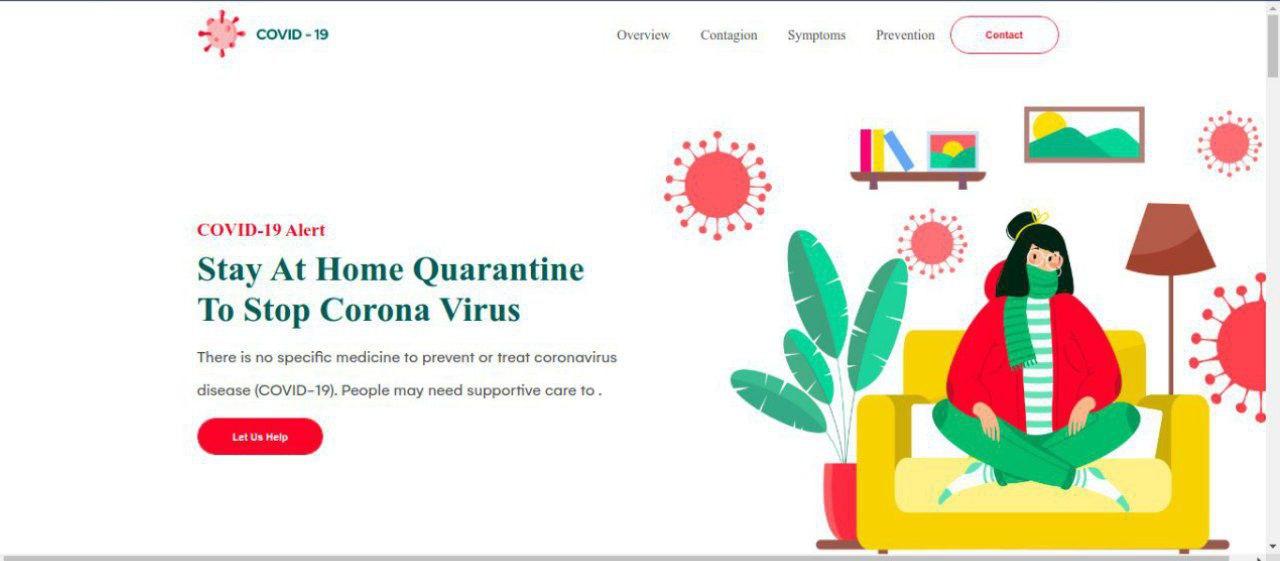 COVID - 19
Overview Contagion Symptoms Prevention Contact
COVID-19 Alert
Stay At Home Quarantine
To Stop Corona Virus
There is no specific medicine to prevent or treat coronavirus
disease (COVID-19). People may need supportive care to .
Let Us Help